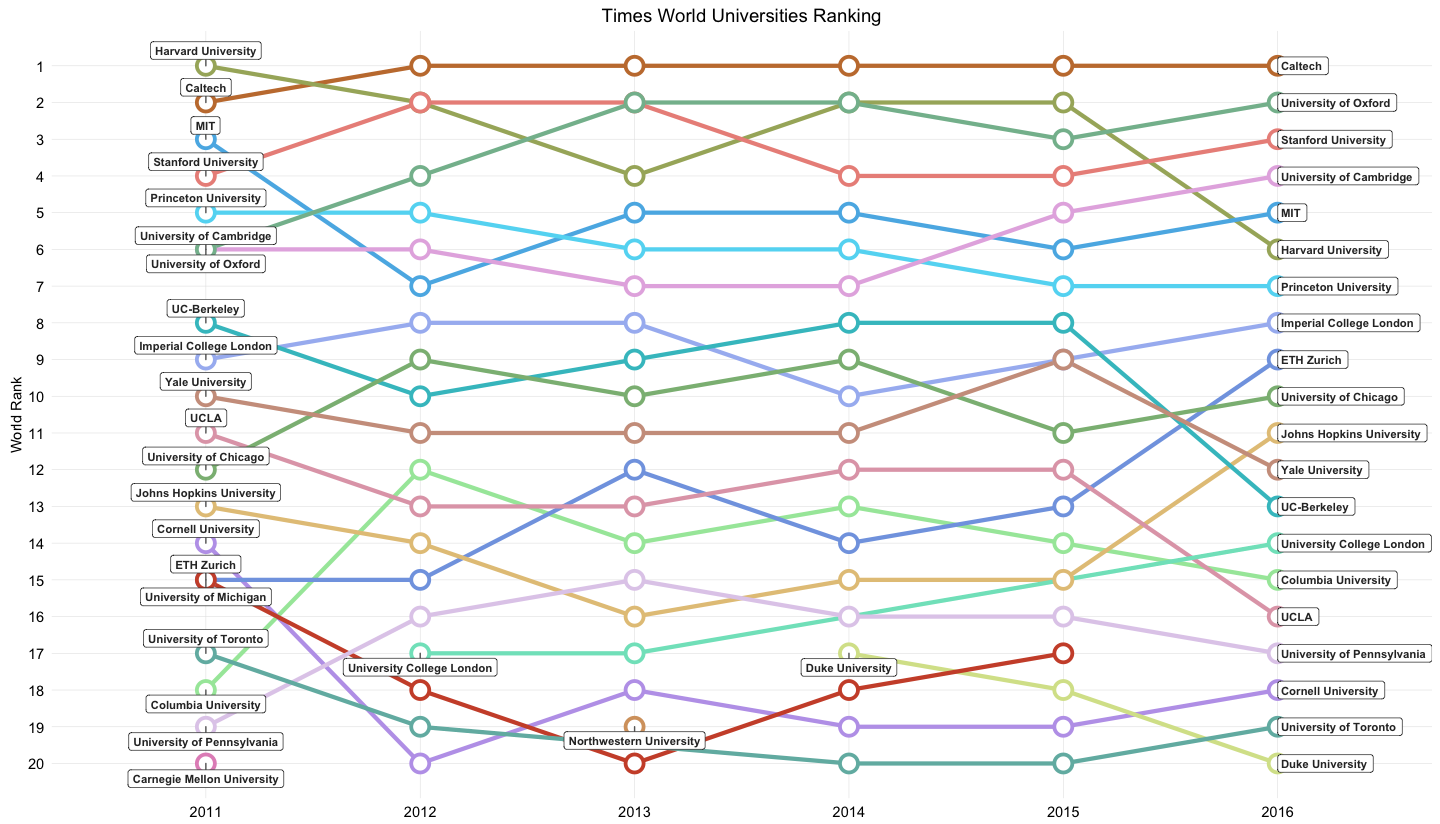 Times World Universities Ranking
World Rank
1
2
3
4
5
6
7
8
9
10
11
12
13
14
15
16
17
18
19
20
Harvard University
Caltech
MIT
Stanford University
Princeton University
University of Cambridge
University of Oxford
UC-Berkeley
Imperial College London
Yale University
UCLA
University of Chicago
Johns Hopkins University
Cornell University
ETH Zurich
University of Michigan
University of Toronto
Columbia University
University of Pennsylvania
Carnegie Mellon University
University College London
Northwestern University
Duke University
Caltech
University of Oxford
Stanford University
University of Cambridge
MIT
Harvard University
Princeton University
Imperial College London
ETH Zurich
University of Chicago
Johns Hopkins University
Yale University
UC-Berkeley
University College London
Columbia University
UCLA
University of Pennsylvania
Cornell University
University of Toronto
Duke University
2011
2012
2013
2014
2015
2016